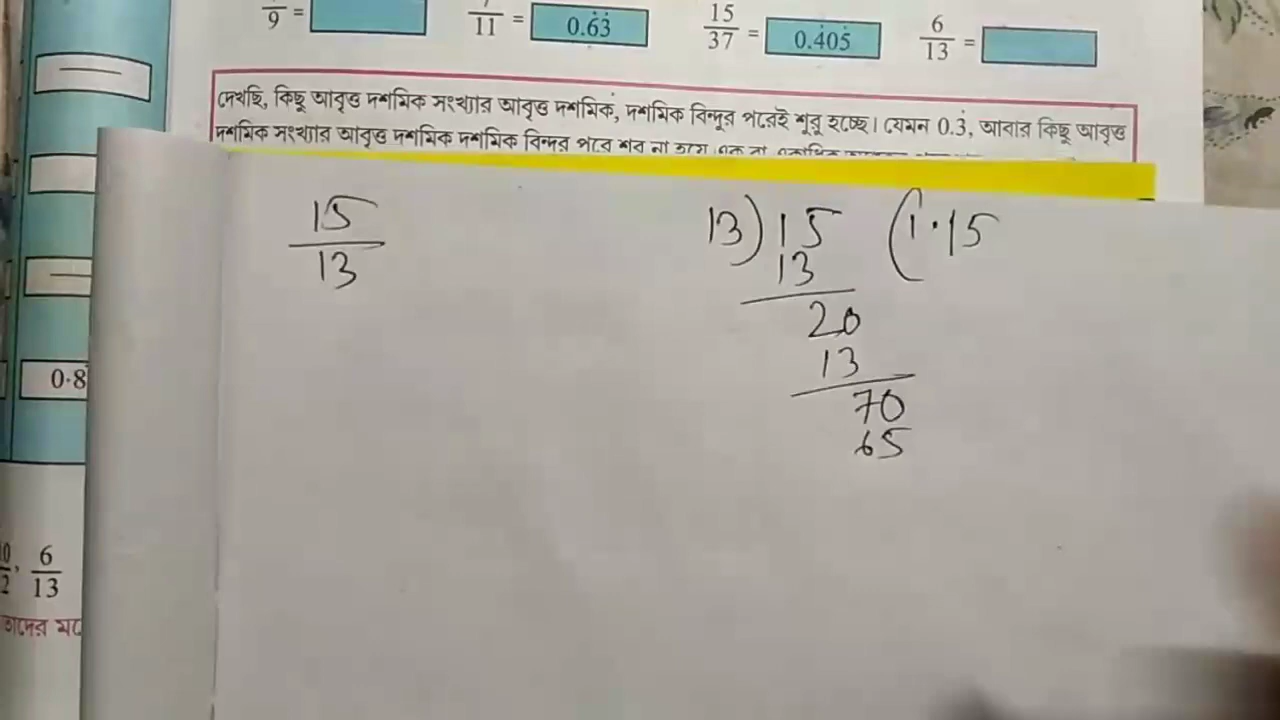 9 =
11 = 0.6̇3̇
15/37 = 0.4̇05̇
6/13 =
দেখছি, কিছু আবৃত্ত দশমিক সংখ্যার আবৃত্ত দশমিক, দশমিক বিন্দুর পরেই শুরু হচ্ছে। যেমন 0.3̇, আবার কিছু আবৃত্ত
দশমিক সংখ্যার আবৃত্ত দশমিক দশমিক বিন্দুর পরে শুরু না হয়ে এক বা একাধিক
15/13
13)15(1.15
13
20
13
70
65
0.8
6/13
তাদের